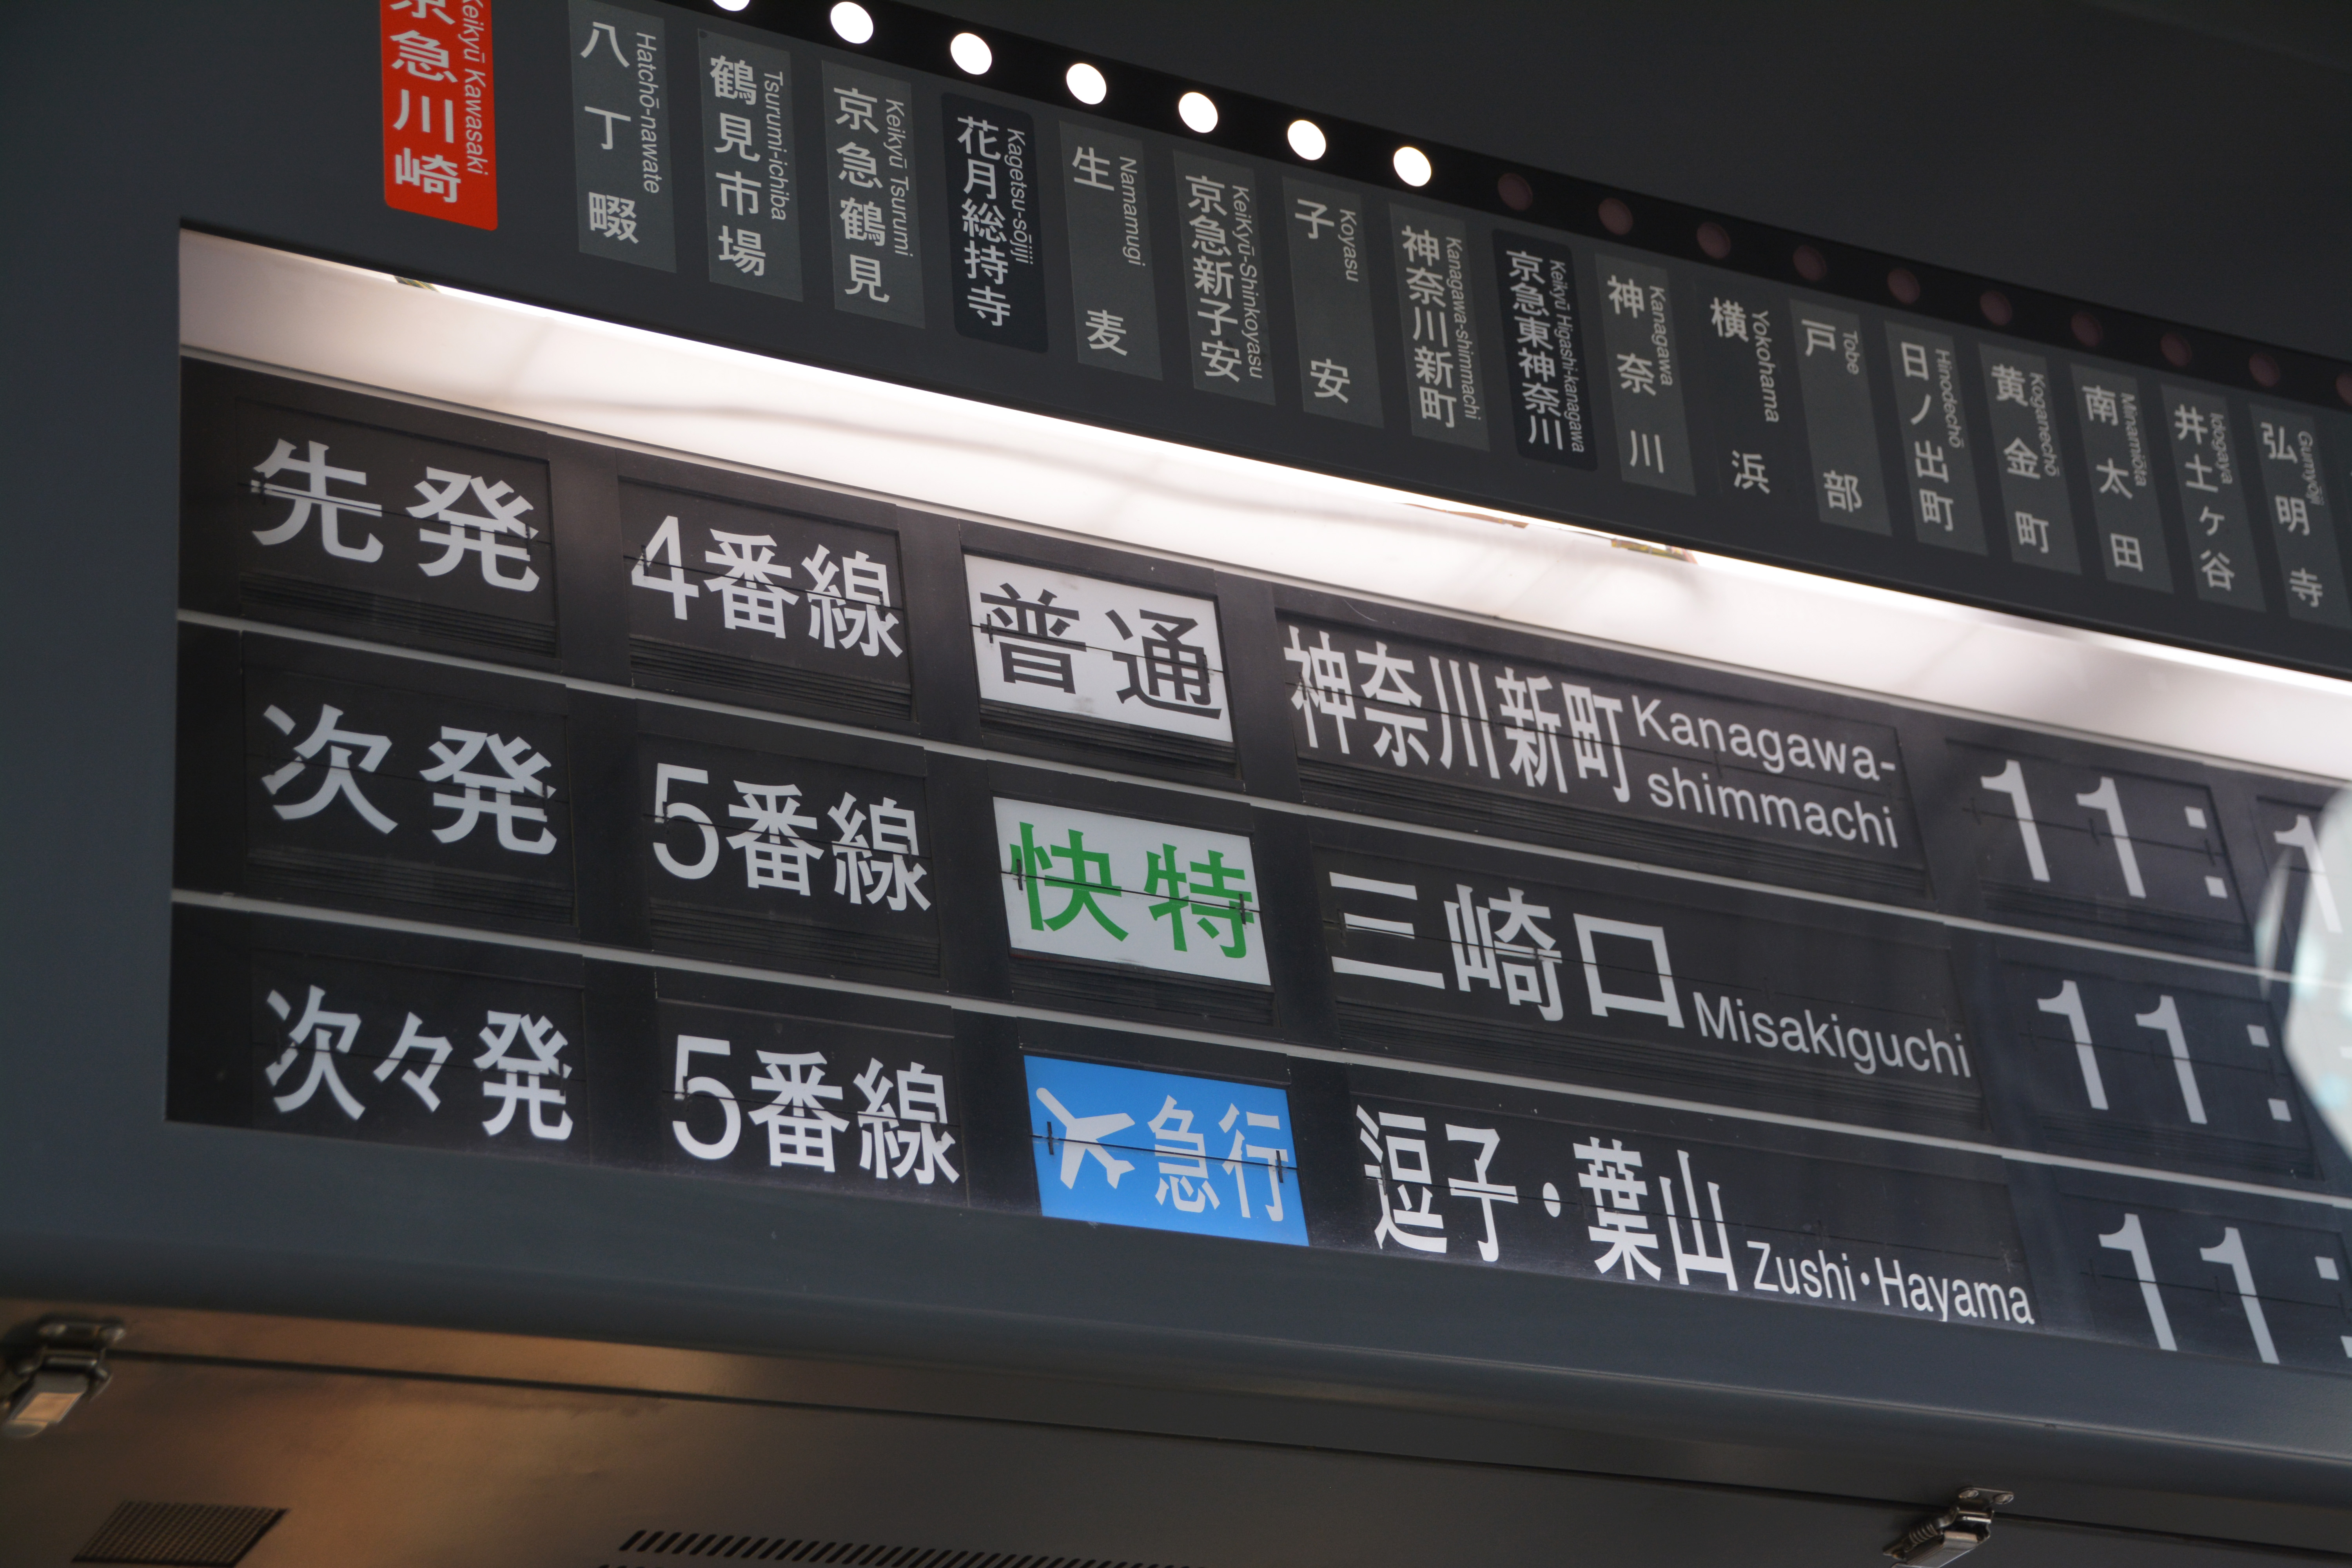 京急川崎 Keikyū Kawasaki
八丁畷 Hatchō-nawate
鶴見市場 Tsurumi-ichiba
京急鶴見 Keikyū Tsurumi
花月総持寺 Kagetsu-sōjiji
生麦 Namamugi
京急新子安 KeiKyū-Shinkoyasu
子安 Koyasu
神奈川新町 Kanagawa-shimmachi
京急東神奈川 Keikyū Higashi-kanagawa
神奈川 Kanagawa
横浜 Yokohama
戸部 Tobe
日ノ出町 Hinodechō
黄金町 Koganechō
南太田 Minamiōta
井土ケ谷 Idogaya
弘明寺 Gumyōji
先発 4番線 普通 神奈川新町 Kanagawa-shimmachi 11:1
次発 5番線 快特 三崎口 Misakiguchi 11:
次々発 5番線 急行 逗子・葉山 Zushi・Hayama 11: